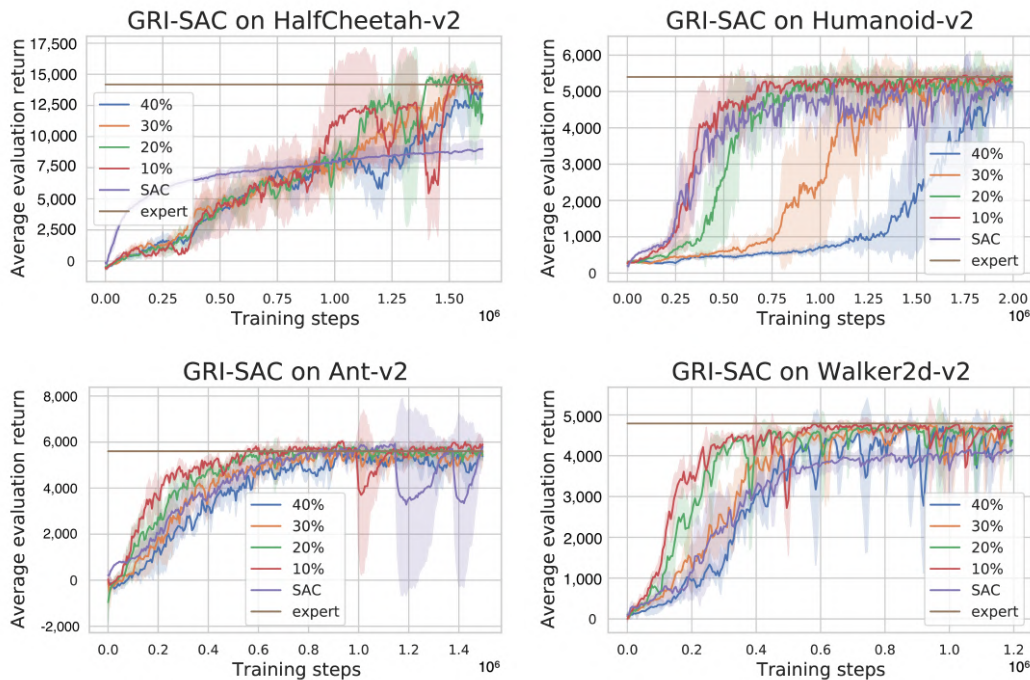 GRI-SAC on HalfCheetah-v2
Average evaluation return
17,500
15,000
12,500
10,000
7,500
5,000
2,500
0
40%
30%
20%
10%
SAC
expert
0.00 0.25 0.50 0.75 1.00 1.25 1.50
Training steps
10⁶
GRI-SAC on Humanoid-v2
Average evaluation return
6,000
5,000
4,000
3,000
2,000
1,000
0
40%
30%
20%
10%
SAC
expert
0.00 0.25 0.50 0.75 1.00 1.25 1.50 1.75 2.00
Training steps
10⁶
GRI-SAC on Ant-v2
Average evaluation return
8,000
6,000
4,000
2,000
0
-2,000
40%
30%
20%
10%
SAC
expert
0.0 0.2 0.4 0.6 0.8 1.0 1.2 1.4
Training steps
10⁶
GRI-SAC on Walker2d-v2
Average evaluation return
5,000
4,000
3,000
2,000
1,000
0
40%
30%
20%
10%
SAC
expert
0.0 0.2 0.4 0.6 0.8 1.0 1.2
Training steps
10⁶